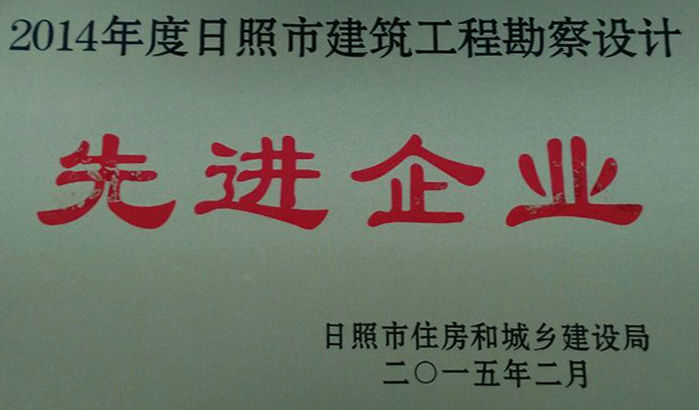 2014年度日照市建筑工程勘察设计
先进企业
日照市住房和城乡建设局
二〇一五年二月